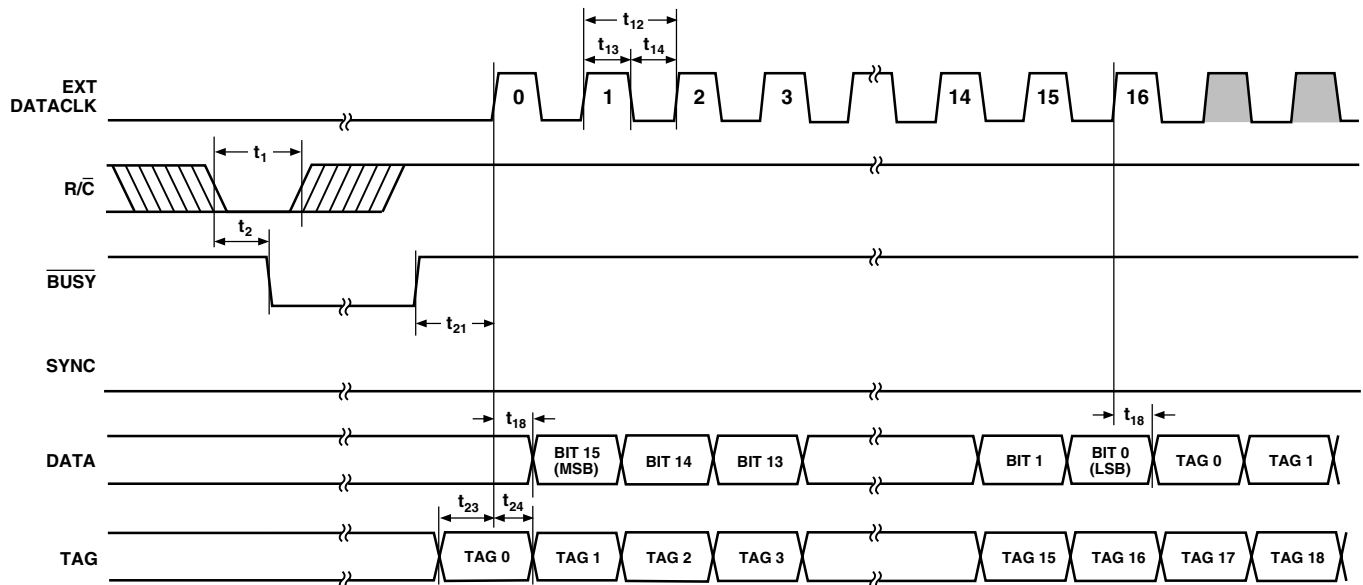 t12
t13 t14
EXT
DATACLK
0 1 2 3 14 15 16
t1
R/C̅
t2
B̅U̅S̅Y̅
t21
SYNC
t18 t18
DATA
BIT 15
(MSB)
BIT 14
BIT 13
BIT 1
BIT 0
(LSB)
TAG 0
TAG 1
t23 t24
TAG
TAG 0 TAG 1 TAG 2 TAG 3 TAG 15 TAG 16 TAG 17 TAG 18